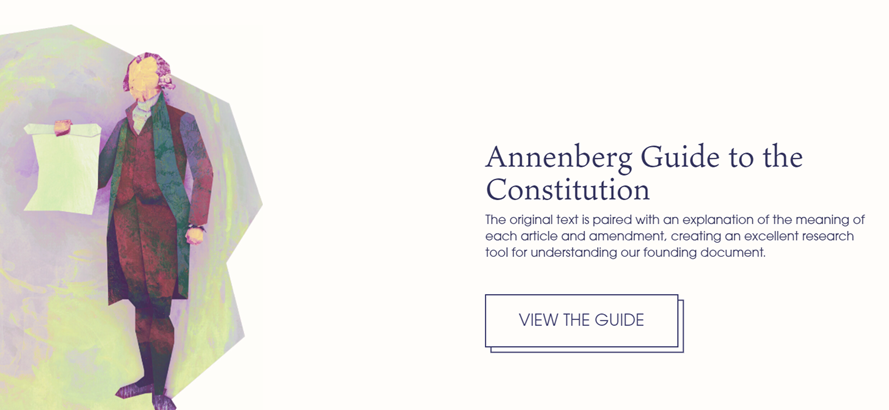 Annenberg Guide to the
Constitution
The original text is paired with an explanation of the meaning of
each article and amendment, creating an excellent research
tool for understanding our founding document.
VIEW THE GUIDE